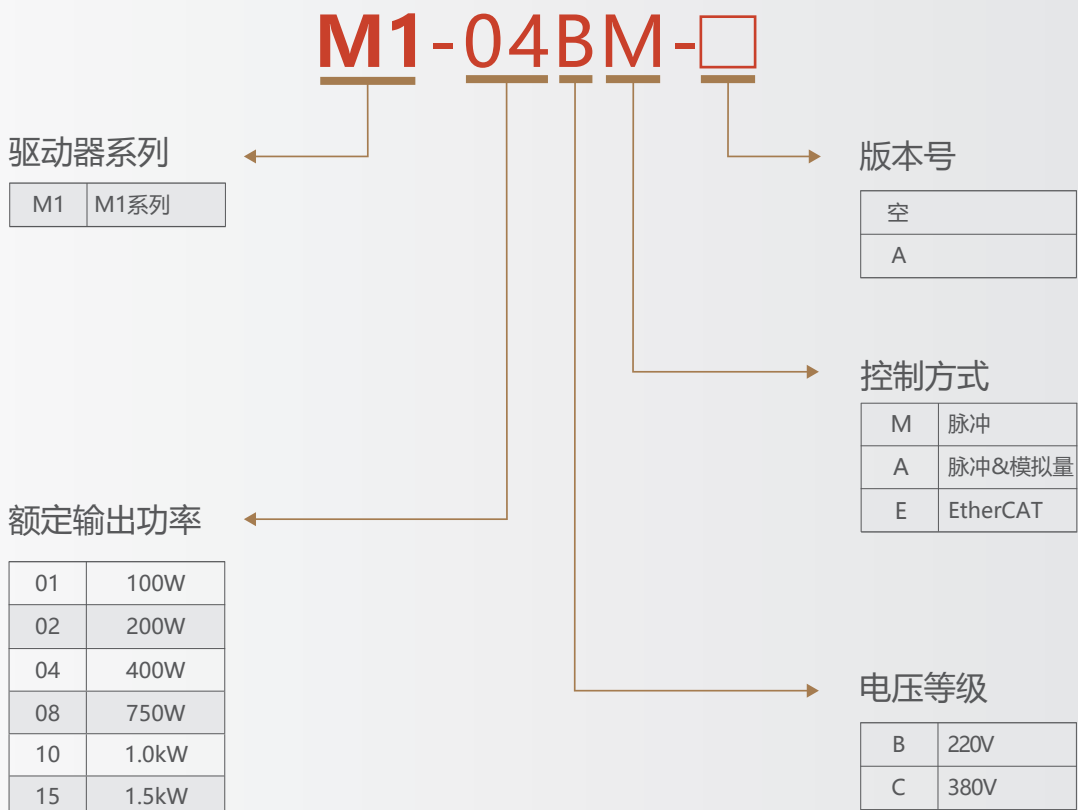 M1-04BM-□
驱动器系列
M1 M1系列
额定输出功率
01 100W
02 200W
04 400W
08 750W
10 1.0kW
15 1.5kW
版本号
空
A
控制方式
M 脉冲
A 脉冲&模拟量
E EtherCAT
电压等级
B 220V
C 380V